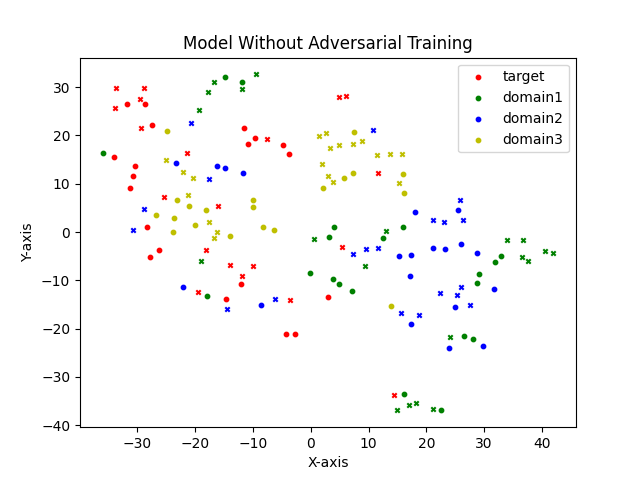 Model Without Adversarial Training
target
domain1
domain2
domain3
30
20
10
0
−10
−20
−30
−40
Y-axis
−30 −20 −10 0 10 20 30 40
X-axis